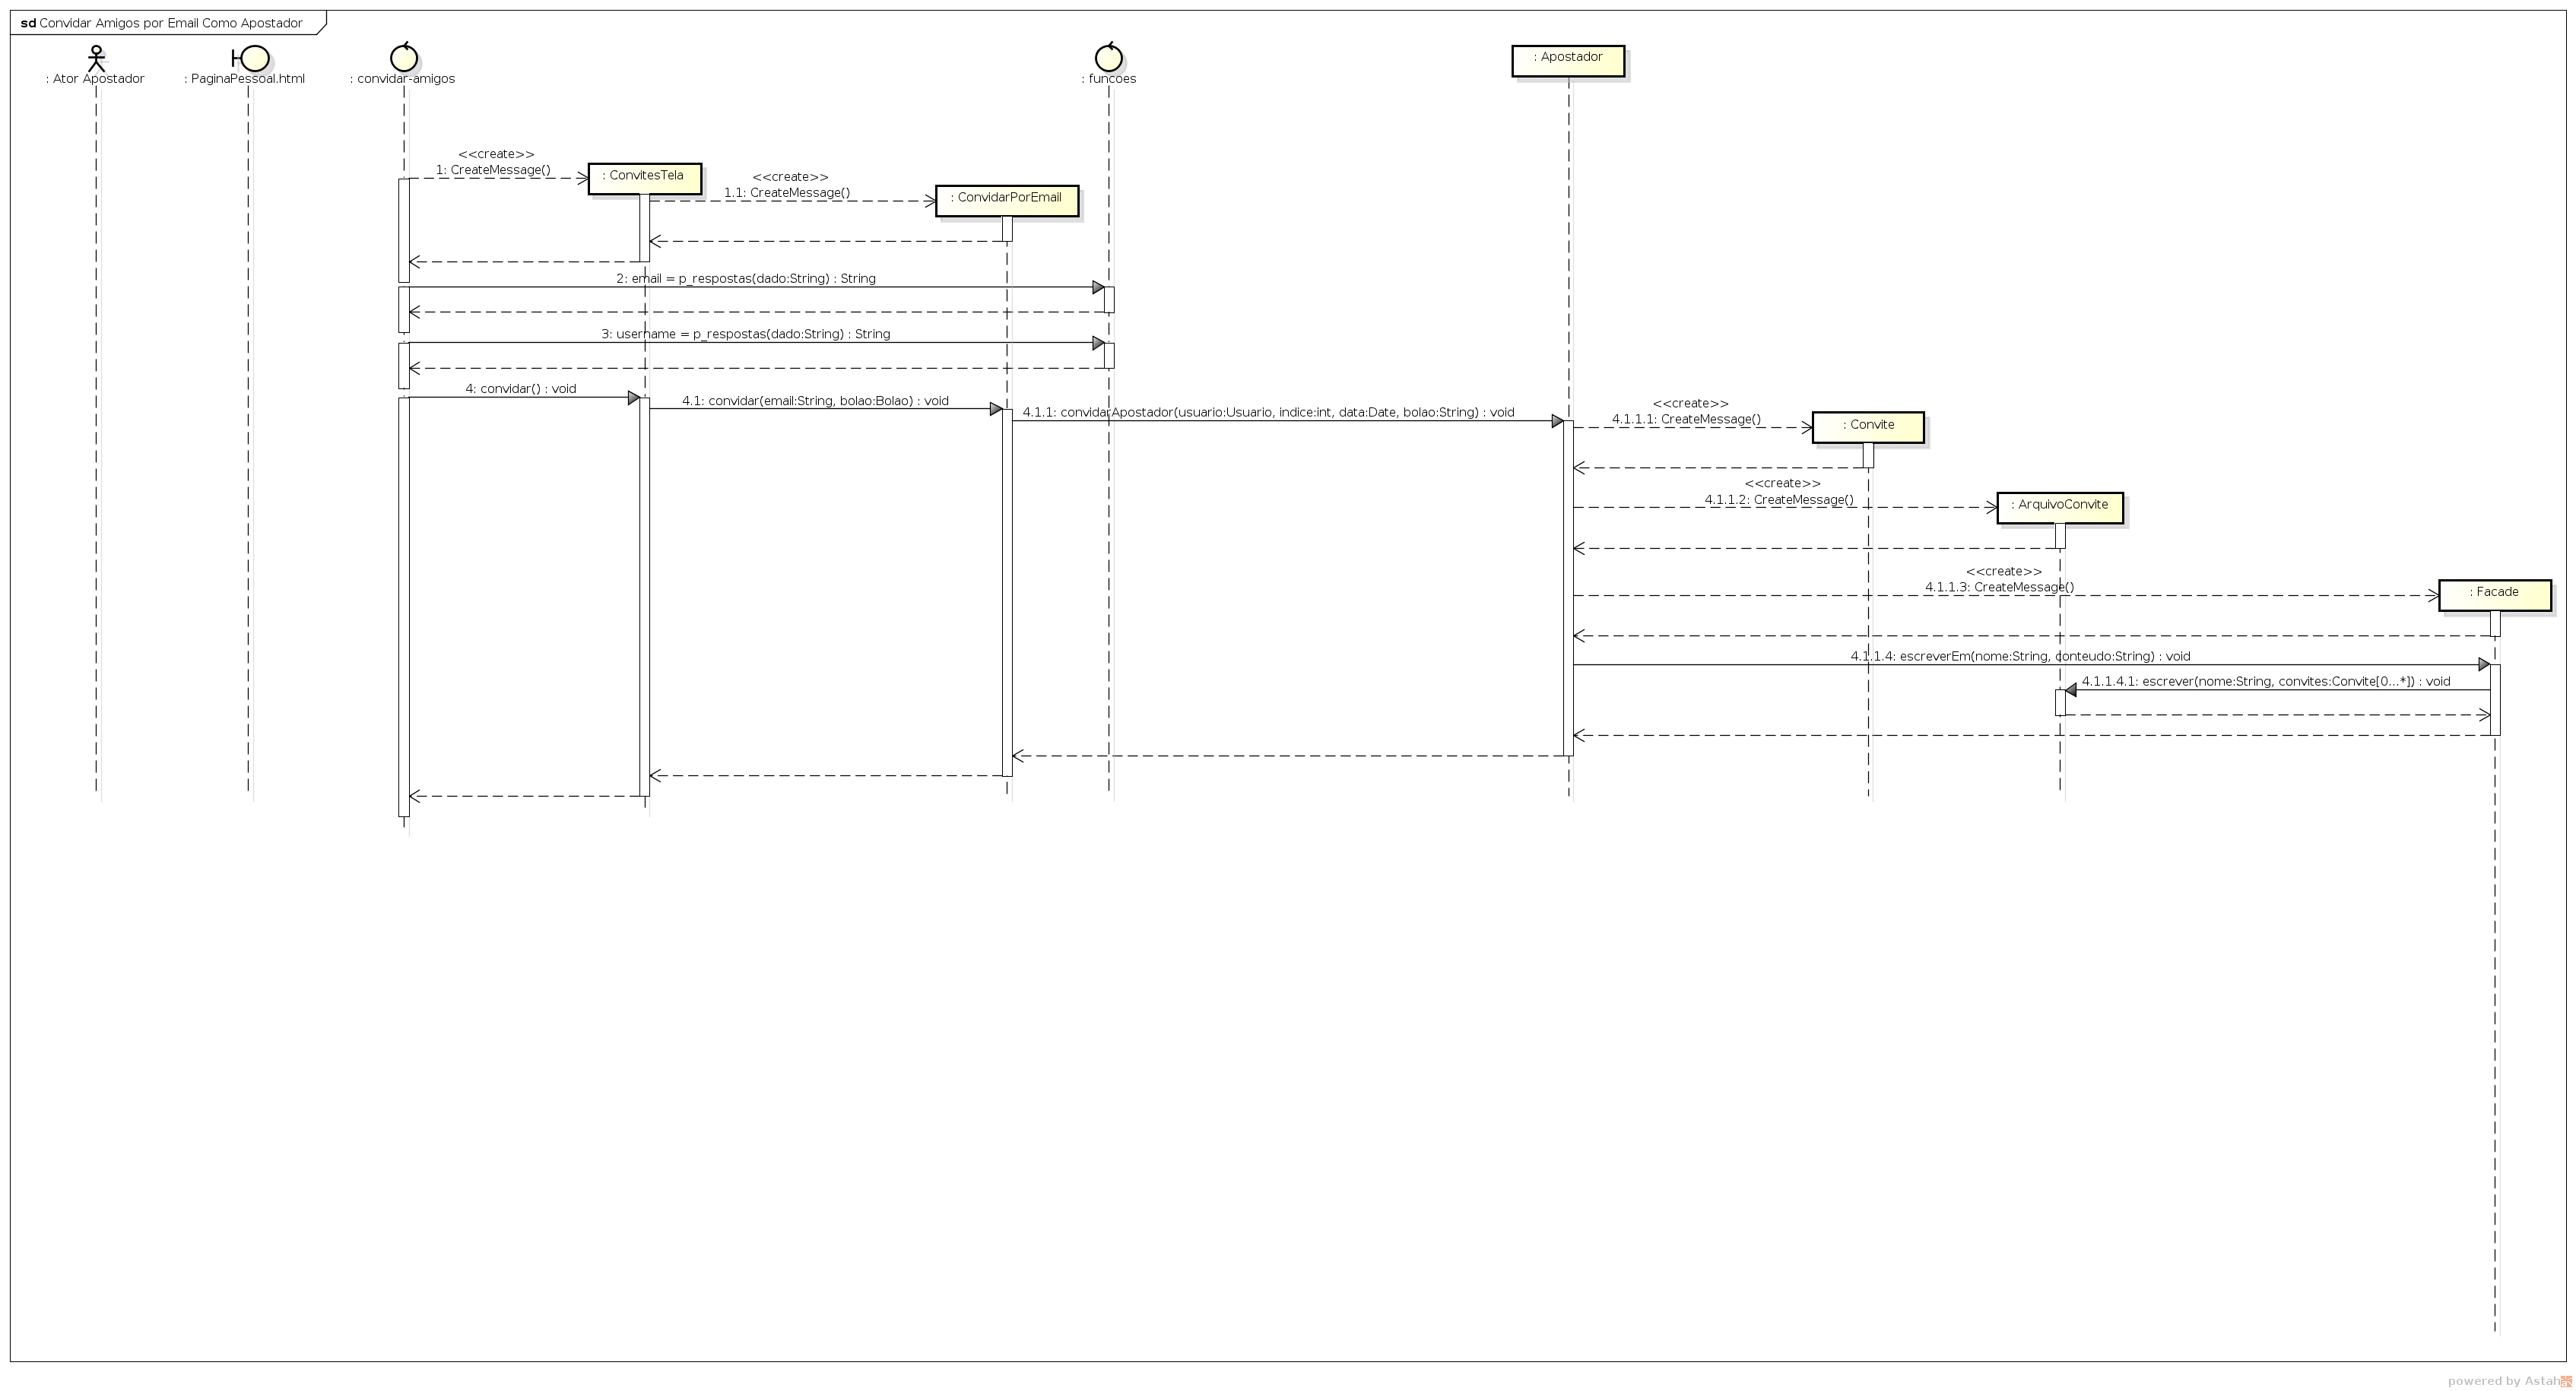 sd Convidar Amigos por Email Como Apostador
: Ator Apostador
: PaginaPessoal.html
: convidar-amigos
: funcoes
: Apostador
<<create>>
1: CreateMessage()
: ConvitesTela
<<create>>
1.1: CreateMessage()
: ConvidarPorEmail
2: email = p_respostas(dado:String) : String
3: username = p_respostas(dado:String) : String
4: convidar() : void
4.1: convidar(email:String, bolao:Bolao) : void
4.1.1: convidarApostador(usuario:Usuario, indice:int, data:Date, bolao:String) : void
<<create>>
4.1.1.1: CreateMessage()
: Convite
<<create>>
4.1.1.2: CreateMessage()
: ArquivoConvite
<<create>>
4.1.1.3: CreateMessage()
: Facade
4.1.1.4: escreverEm(nome:String, conteudo:String) : void
4.1.1.4.1: escrever(nome:String, convites:Convite[0...*]) : void
powered by Astah